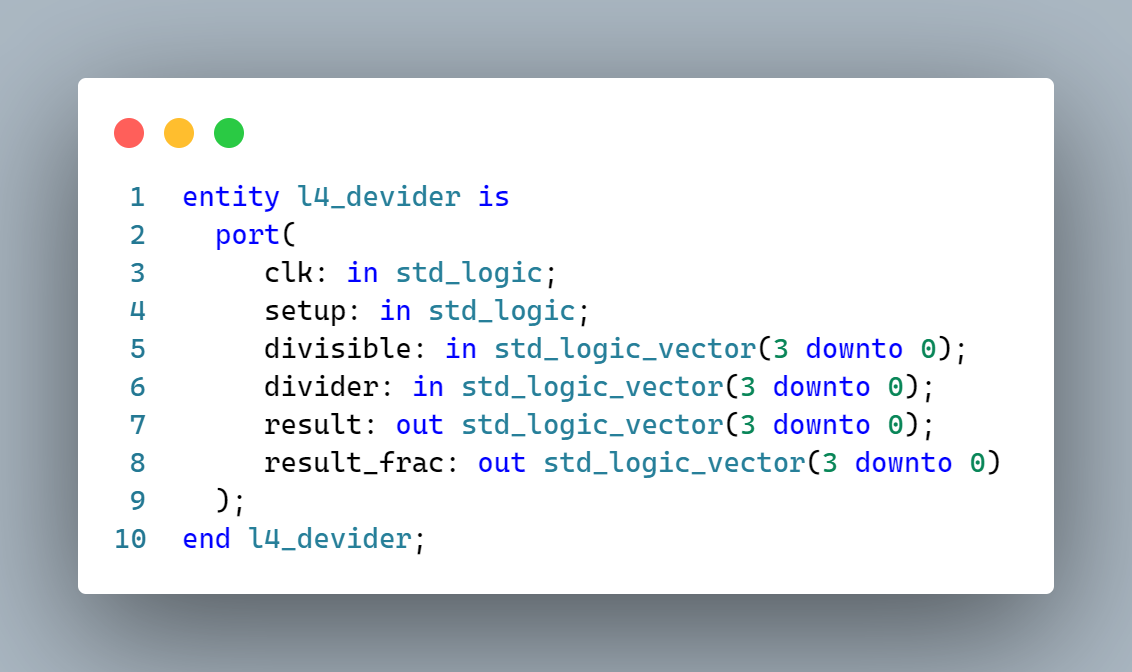 1 entity l4_devider is
2 port(
3 clk: in std_logic;
4 setup: in std_logic;
5 divisible: in std_logic_vector(3 downto 0);
6 divider: in std_logic_vector(3 downto 0);
7 result: out std_logic_vector(3 downto 0);
8 result_frac: out std_logic_vector(3 downto 0)
9 );
10 end l4_devider;